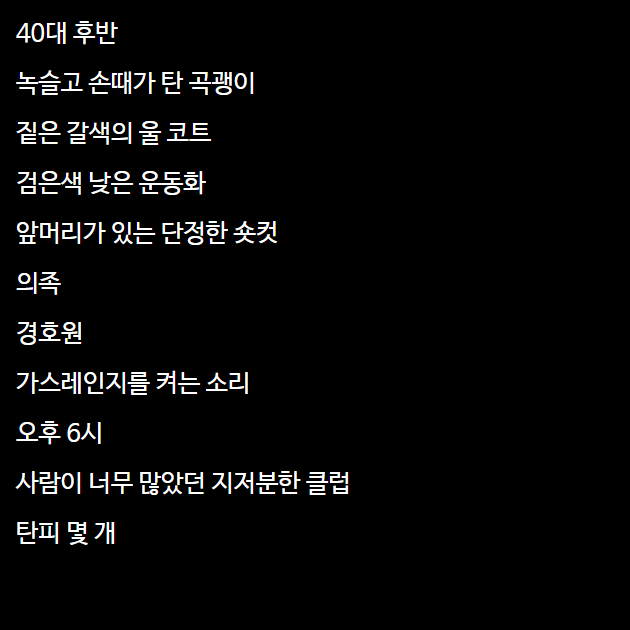 40대 후반
녹슬고 손때가 탄 곡괭이
짙은 갈색의 울 코트
검은색 낮은 운동화
앞머리가 있는 단정한 숏컷
의족
경호원
가스레인지를 켜는 소리
오후 6시
사람이 너무 많았던 지저분한 클럽
탄피 몇 개